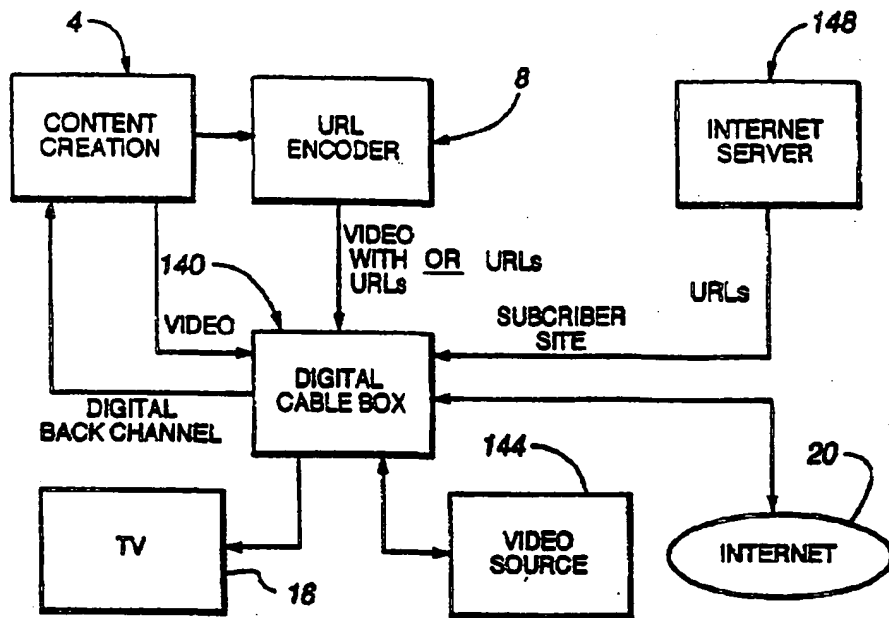 4
148
CONTENT
CREATION
URL
ENCODER
8
INTERNET
SERVER
140
VIDEO
WITH OR URLs
URLs
URLs
VIDEO
SUBCRIBER
SITE
DIGITAL
CABLE BOX
DIGITAL
BACK CHANNEL
144
20
TV
VIDEO
SOURCE
INTERNET
18